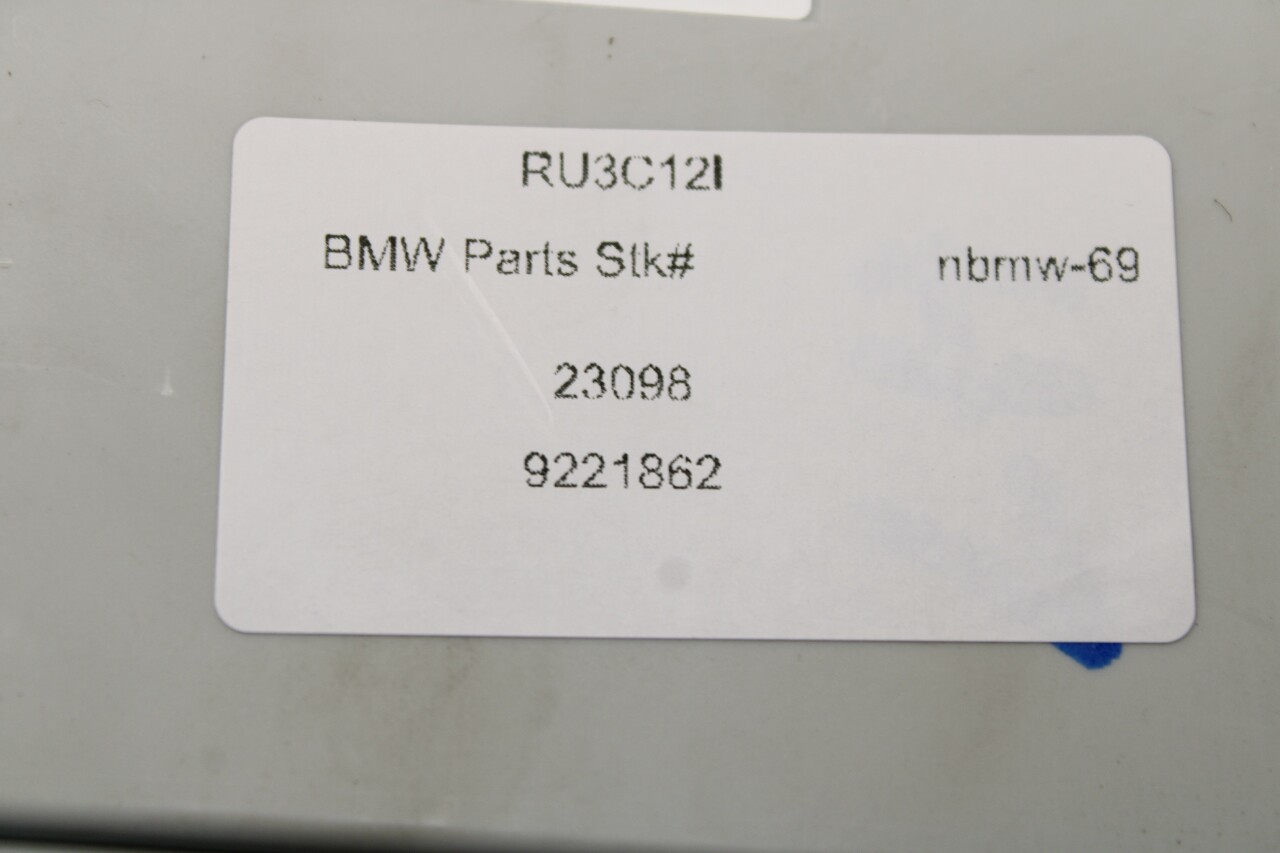 RU3C12I
BMW Parts Stk# nbmw-69
23098
9221862